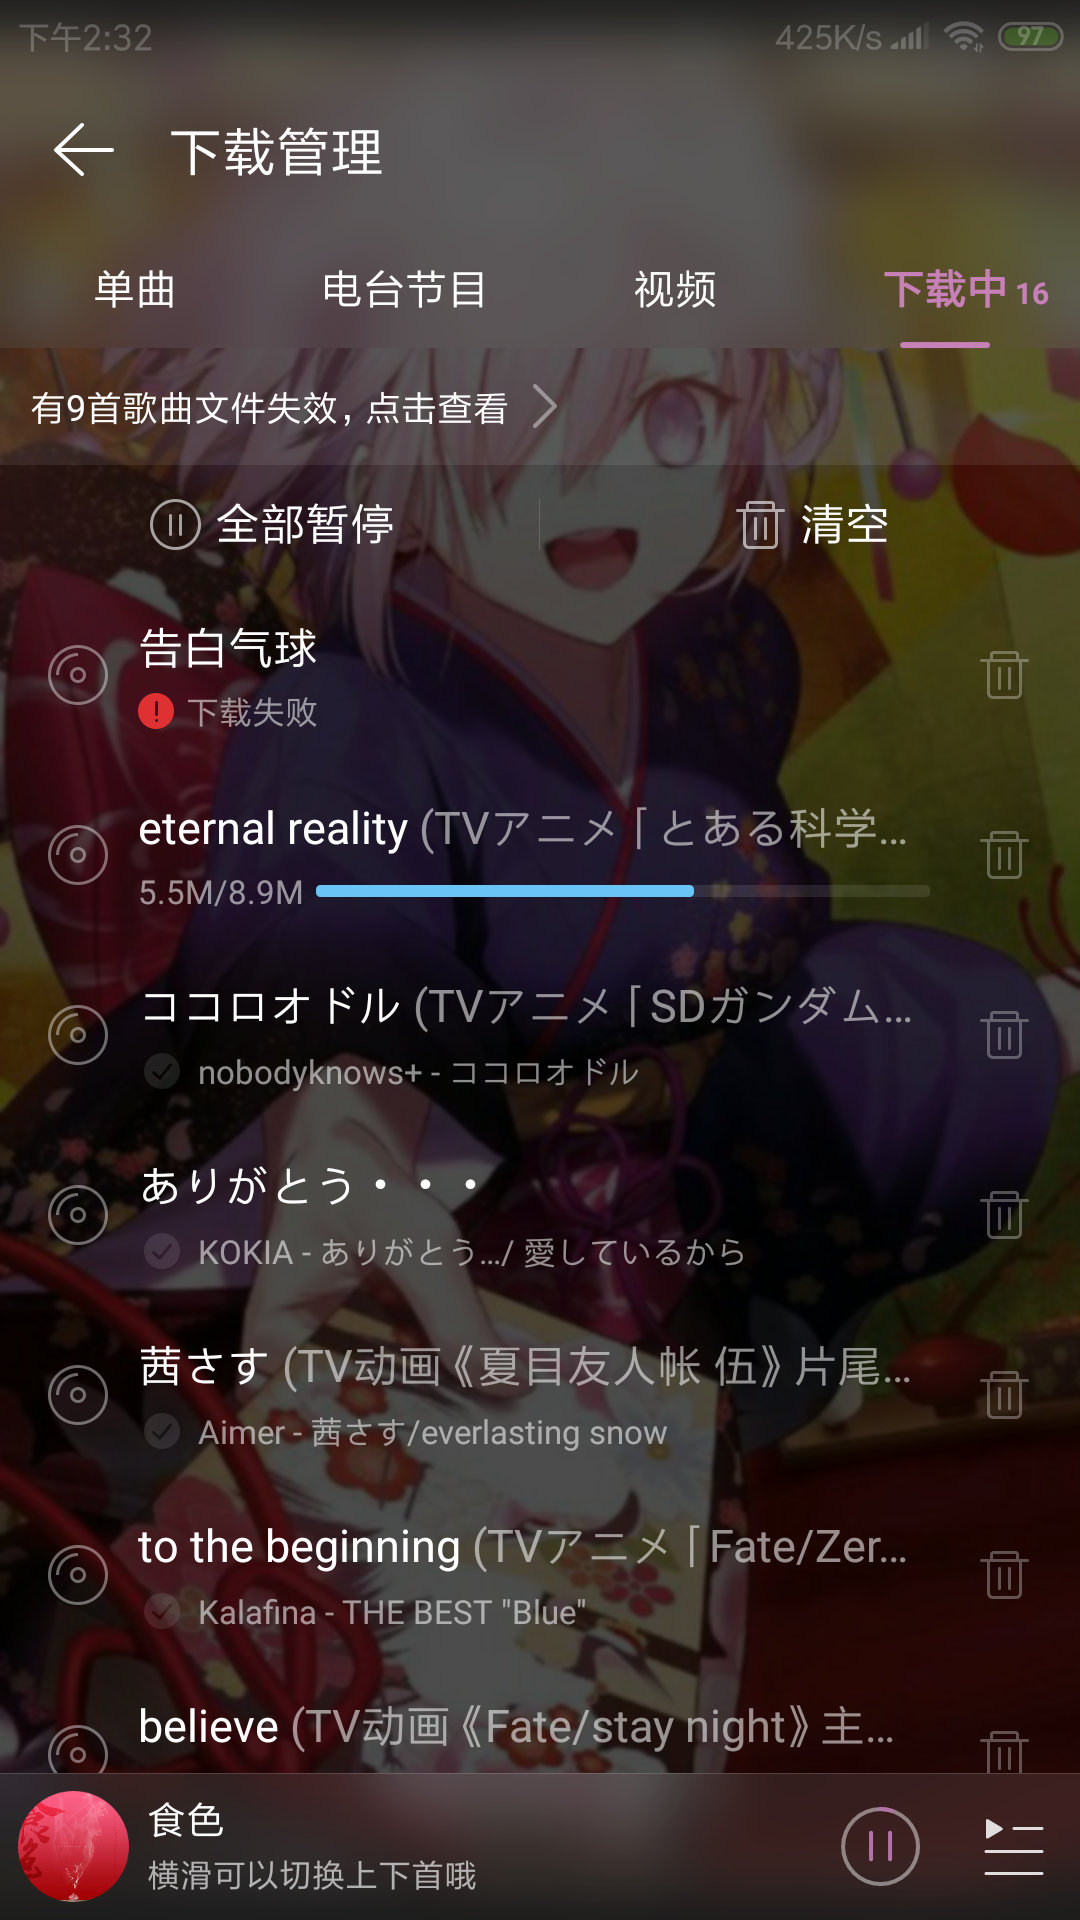 下午2:32 425K/s 97
下载管理
单曲 电台节目 视频 下载中 16
有9首歌曲文件失效，点击查看
全部暂停 清空
告白气球
下载失败
eternal reality (TVアニメ「とある科学...
5.5M/8.9M
ココロオドル (TVアニメ「SDガンダム...
nobodyknows+ - ココロオドル
ありがとう・・・
KOKIA - ありがとう.../ 愛しているから
茜さす (TV动画《夏目友人帐 伍》片尾...
Aimer - 茜さす/everlasting snow
to the beginning (TVアニメ「Fate/Zer...
Kalafina - THE BEST "Blue"
believe (TV动画《Fate/stay night》主...
食色
横滑可以切换上下首哦